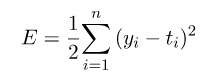 E = \frac{1}{2} \sum_{i=1}^{n} (y_i - t_i)^2